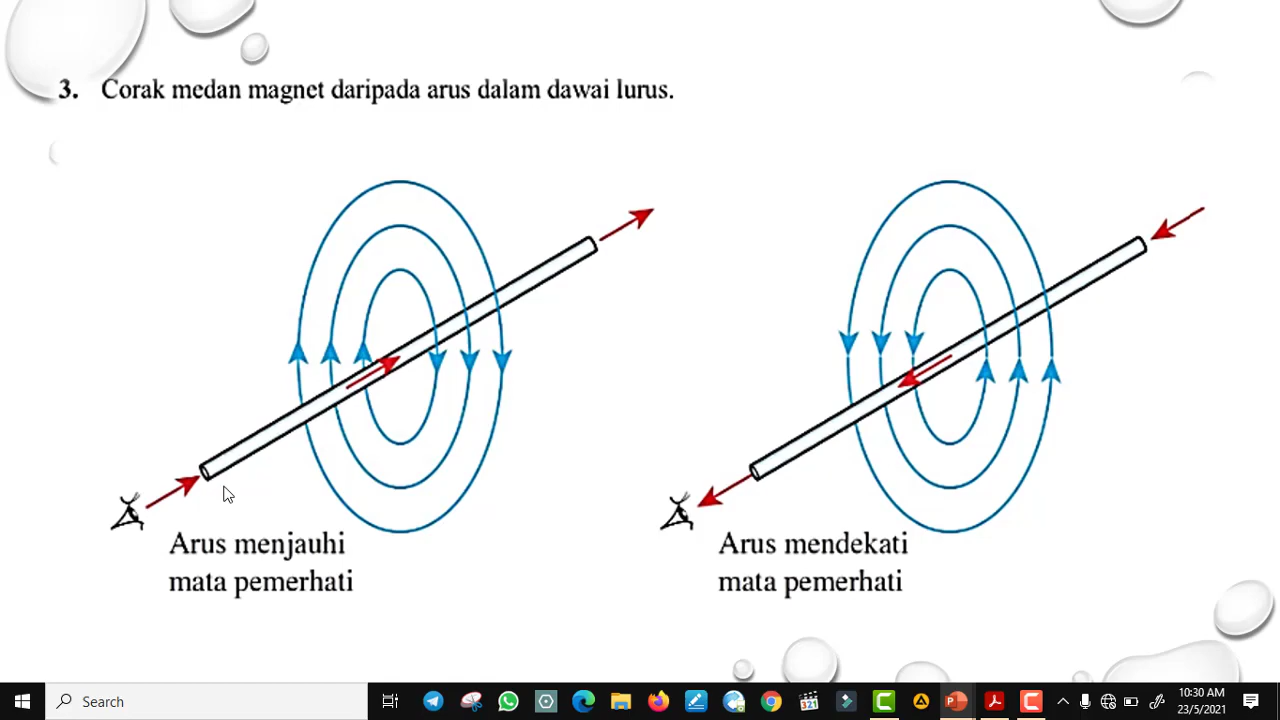 3. Corak medan magnet daripada arus dalam dawai lurus.
Arus menjauhi
mata pemerhati
Arus mendekati
mata pemerhati
Search
321
10:30 AM
23/5/2021